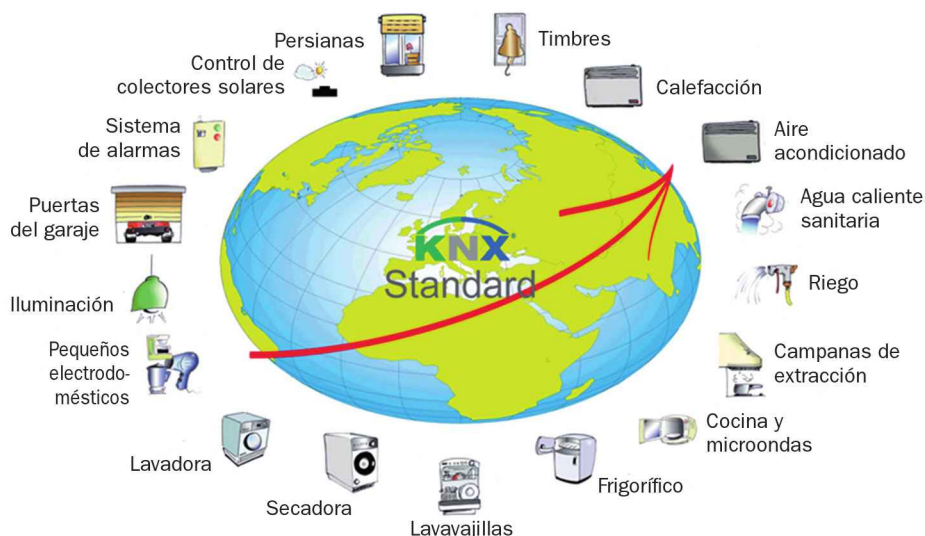 Persianas
Timbres
Control de
colectores solares
Calefacción
Sistema
de alarmas
Aire
acondicionado
Puertas
del garaje
Agua caliente
sanitaria
KNX
Standard
Iluminación
Riego
Pequeños
electrodo-
mésticos
Campanas de
extracción
Cocina y
microondas
Lavadora
Frigorífico
Secadora
Lavavajillas